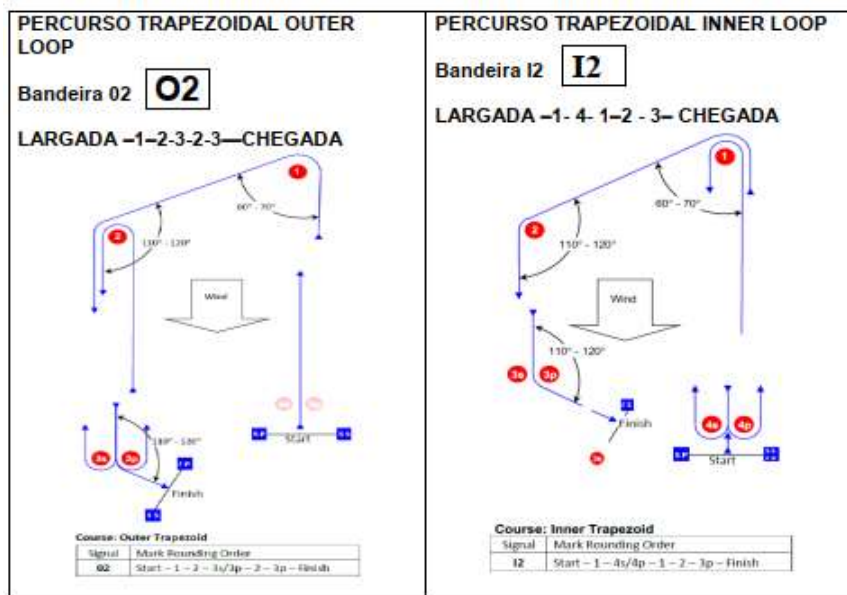 PERCURSO TRAPEZOIDAL OUTER
LOOP
Bandeira 02 O2
LARGADA –1–2-3-2-3—CHEGADA
1
60° - 70°
2
Wind
3s
3p
Start
Finish
Course: Outer Trapezoid
Signal Mark Rounding Order
02 Start – 1 – 2 – 3s/3p – 2 – 3p – Finish
PERCURSO TRAPEZOIDAL INNER LOOP
Bandeira I2 I2
LARGADA –1- 4- 1–2 - 3– CHEGADA
1
60° - 70°
2
110° - 120°
Wind
110° - 120°
3s
3p
Finish
4s
4p
Start
Course: Inner Trapezoid
Signal Mark Rounding Order
I2 Start – 1 – 4s/4p – 1 – 2 – 3p – Finish